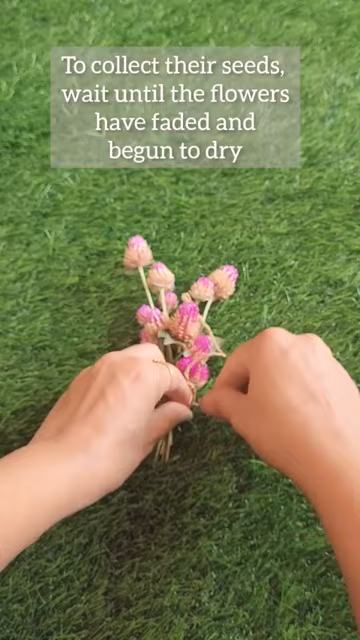 To collect their seeds,
wait until the flowers
have faded and
begun to dry